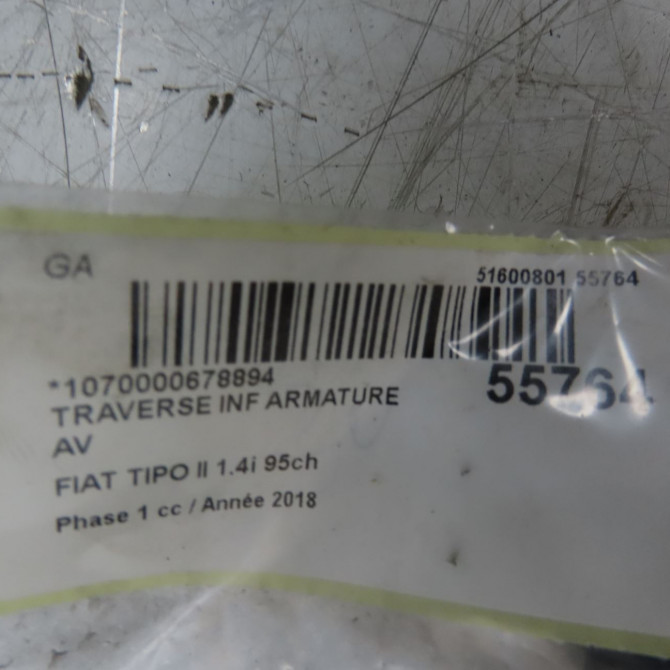 GA
51600801 55764
*1070000678894
55764
TRAVERSE INF ARMATURE
AV
FIAT TIPO II 1.4i 95ch
Phase 1 cc / Année 2018